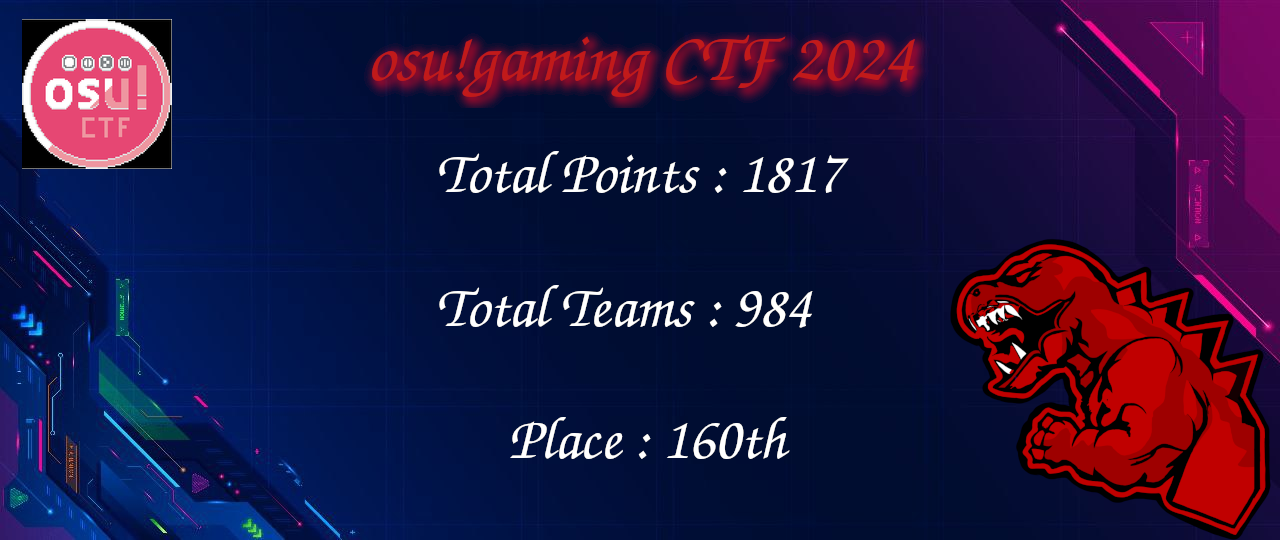 osu!
CTF
osu!gaming CTF 2024
Total Points : 1817
Total Teams : 984
Place : 160th